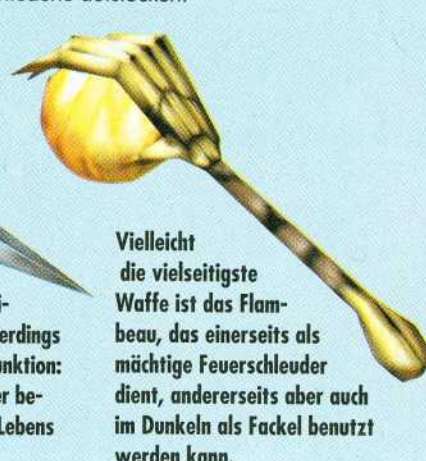 Vielleicht
die vielseitigste
Waffe ist das Flam-
beau, das einerseits als
mächtige Feuerschleuder
dient, andererseits aber auch
im Dunkeln als Fackel benutzt
werden kann.
erdings
unktion:
er be-
Lebens